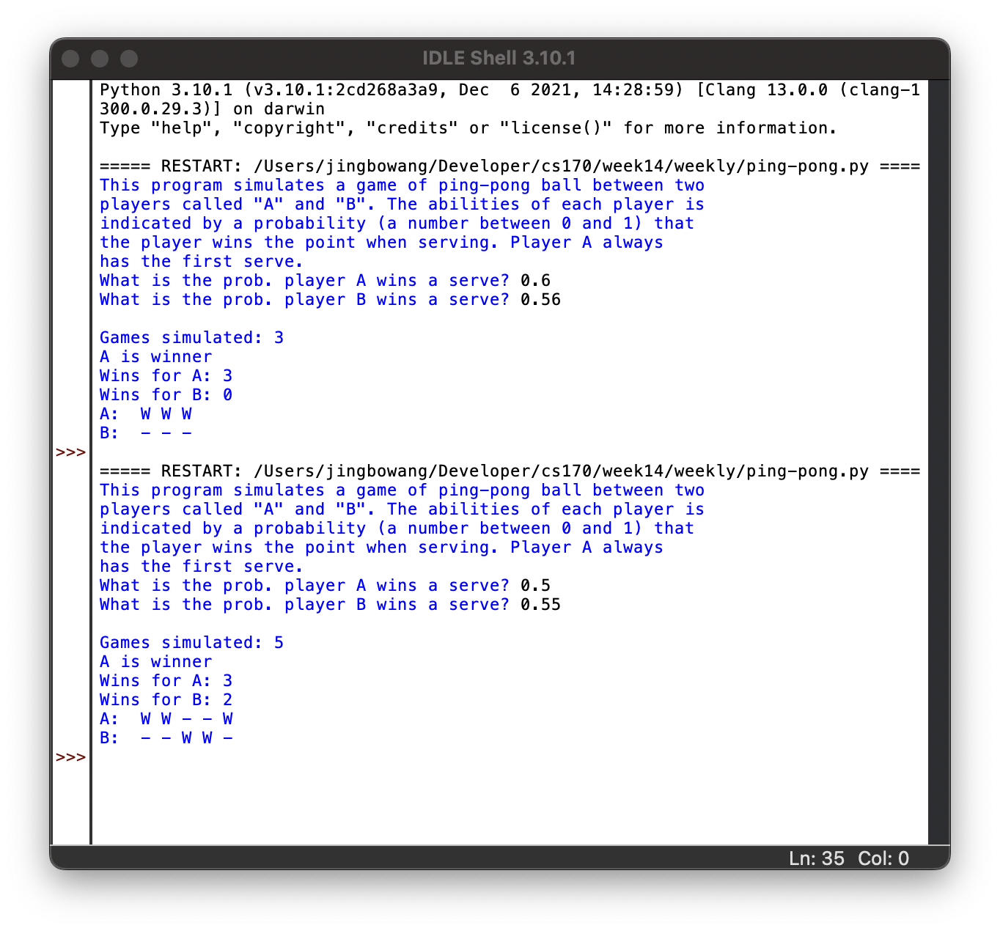 IDLE Shell 3.10.1
Python 3.10.1 (v3.10.1:2cd268a3a9, Dec  6 2021, 14:28:59) [Clang 13.0.0 (clang-1
300.0.29.3)] on darwin
Type "help", "copyright", "credits" or "license()" for more information.
===== RESTART: /Users/jingbowang/Developer/cs170/week14/weekly/ping-pong.py ====
This program simulates a game of ping-pong ball between two
players called "A" and "B". The abilities of each player is
indicated by a probability (a number between 0 and 1) that
the player wins the point when serving. Player A always
has the first serve.
What is the prob. player A wins a serve? 0.6
What is the prob. player B wins a serve? 0.56
Games simulated: 3
A is winner
Wins for A: 3
Wins for B: 0
A:  W W W
B:  - - -
>>>
===== RESTART: /Users/jingbowang/Developer/cs170/week14/weekly/ping-pong.py ====
This program simulates a game of ping-pong ball between two
players called "A" and "B". The abilities of each player is
indicated by a probability (a number between 0 and 1) that
the player wins the point when serving. Player A always
has the first serve.
What is the prob. player A wins a serve? 0.5
What is the prob. player B wins a serve? 0.55
Games simulated: 5
A is winner
Wins for A: 3
Wins for B: 2
A:  W W - - W
B:  - - W W -
>>>
Ln: 35  Col: 0